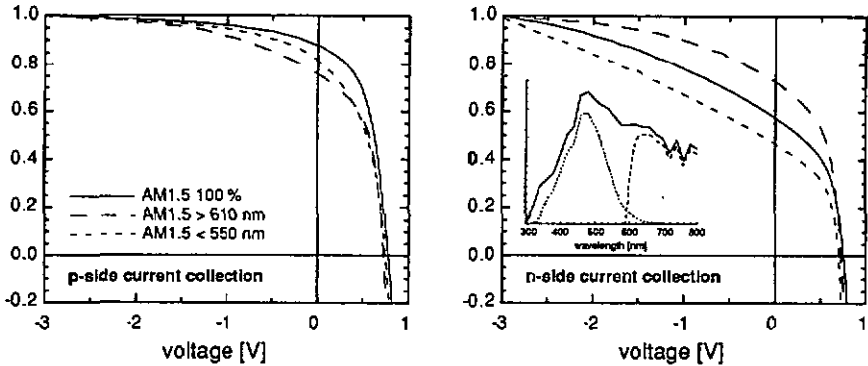 1.0
0.8
0.6
0.4
0.2
0.0
-0.2
AM1.5 100 %
AM1.5 > 610 nm
AM1.5 < 550 nm
p-side current collection
-3 -2 -1 0 1
voltage [V]
1.0
0.8
0.6
0.4
0.2
0.0
-0.2
300 400 500 600 700 800
wavelength [nm]
n-side current collection
-3 -2 -1 0 1
voltage [V]